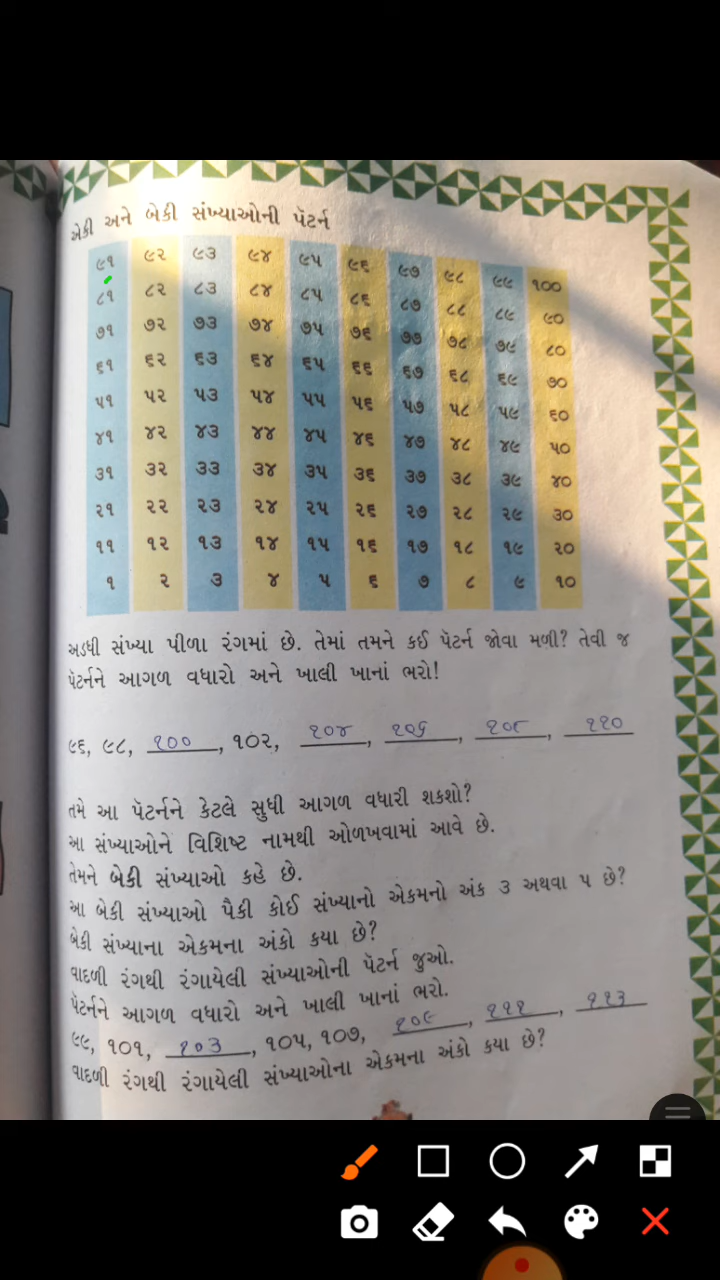 એકી અને બેકી સંખ્યાઓની પૅટર્ન
૯૧ ૯૨ ૯૩ ૯૪ ૯૫ ૯૬ ૯૭ ૯૮ ૯૯ ૧૦૦
૮૧ ૮૨ ૮૩ ૮૪ ૮૫ ૮૬ ૮૭ ૮૮ ૮૯ ૯૦
૭૧ ૭૨ ૭૩ ૭૪ ૭૫ ૭૬ ૭૭ ૭૮ ૭૯ ૮૦
૬૧ ૬૨ ૬૩ ૬૪ ૬૫ ૬૬ ૬૭ ૬૮ ૬૯ ૭૦
૫૧ ૫૨ ૫૩ ૫૪ ૫૫ ૫૬ ૫૭ ૫૮ ૫૯ ૬૦
૪૧ ૪૨ ૪૩ ૪૪ ૪૫ ૪૬ ૪૭ ૪૮ ૪૯ ૫૦
૩૧ ૩૨ ૩૩ ૩૪ ૩૫ ૩૬ ૩૭ ૩૮ ૩૯ ૪૦
૨૧ ૨૨ ૨૩ ૨૪ ૨૫ ૨૬ ૨૭ ૨૮ ૨૯ ૩૦
૧૧ ૧૨ ૧૩ ૧૪ ૧૫ ૧૬ ૧૭ ૧૮ ૧૯ ૨૦
૧ ૨ ૩ ૪ ૫ ૬ ૭ ૮ ૯ ૧૦
અડધી સંખ્યા પીળા રંગમાં છે. તેમાં તમને કઈ પૅટર્ન જોવા મળી? તેવી જ
પૅટર્નને આગળ વધારો અને ખાલી ખાનાં ભરો!
૯૬, ૯૮, ૧૦૦, ૧૦૨, ૧૦૪, ૧૦૬, ૧૦૮, ૧૧૦
તમે આ પૅટર્નને કેટલે સુધી આગળ વધારી શકશો?
આ સંખ્યાઓને વિશિષ્ટ નામથી ઓળખવામાં આવે છે.
તેમને બેકી સંખ્યાઓ કહે છે.
આ બેકી સંખ્યાઓ પૈકી કોઈ સંખ્યાનો એકમનો અંક ૩ અથવા ૫ છે?
બેકી સંખ્યાના એકમના અંકો કયા છે?
વાદળી રંગથી રંગાયેલી સંખ્યાઓની પૅટર્ન જુઓ.
પૅટર્નને આગળ વધારો અને ખાલી ખાનાં ભરો.
૯૯, ૧૦૧, ૧૦૩, ૧૦૫, ૧૦૭, ૧૦૯, ૧૧૧, ૧૧૩
વાદળી રંગથી રંગાયેલી સંખ્યાઓના એકમના અંકો કયા છે?